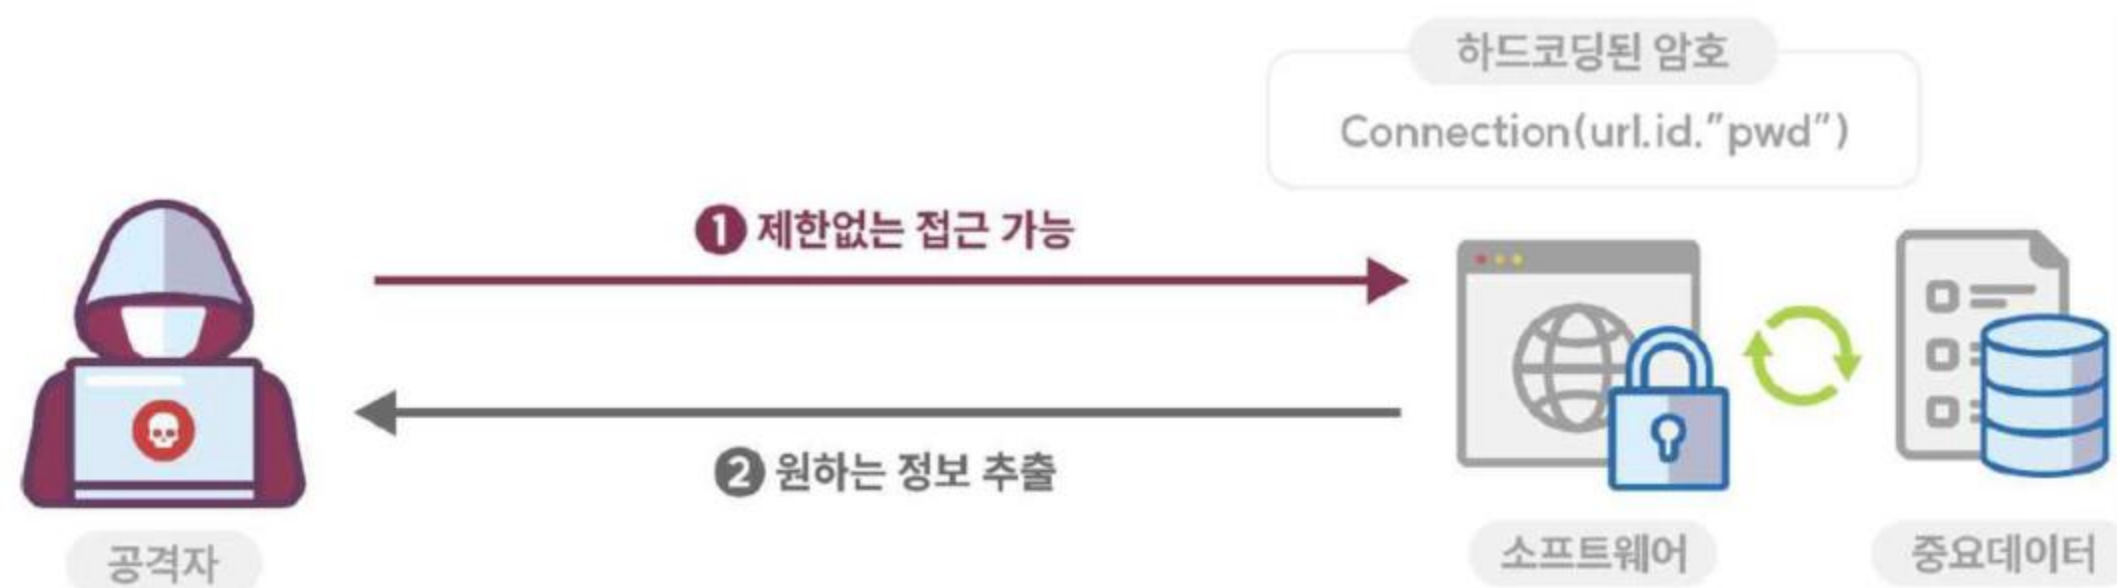 하드코딩된 암호
Connection(url.id."pwd")
❶ 제한없는 접근 가능
❷ 원하는 정보 추출
공격자
소프트웨어
중요데이터